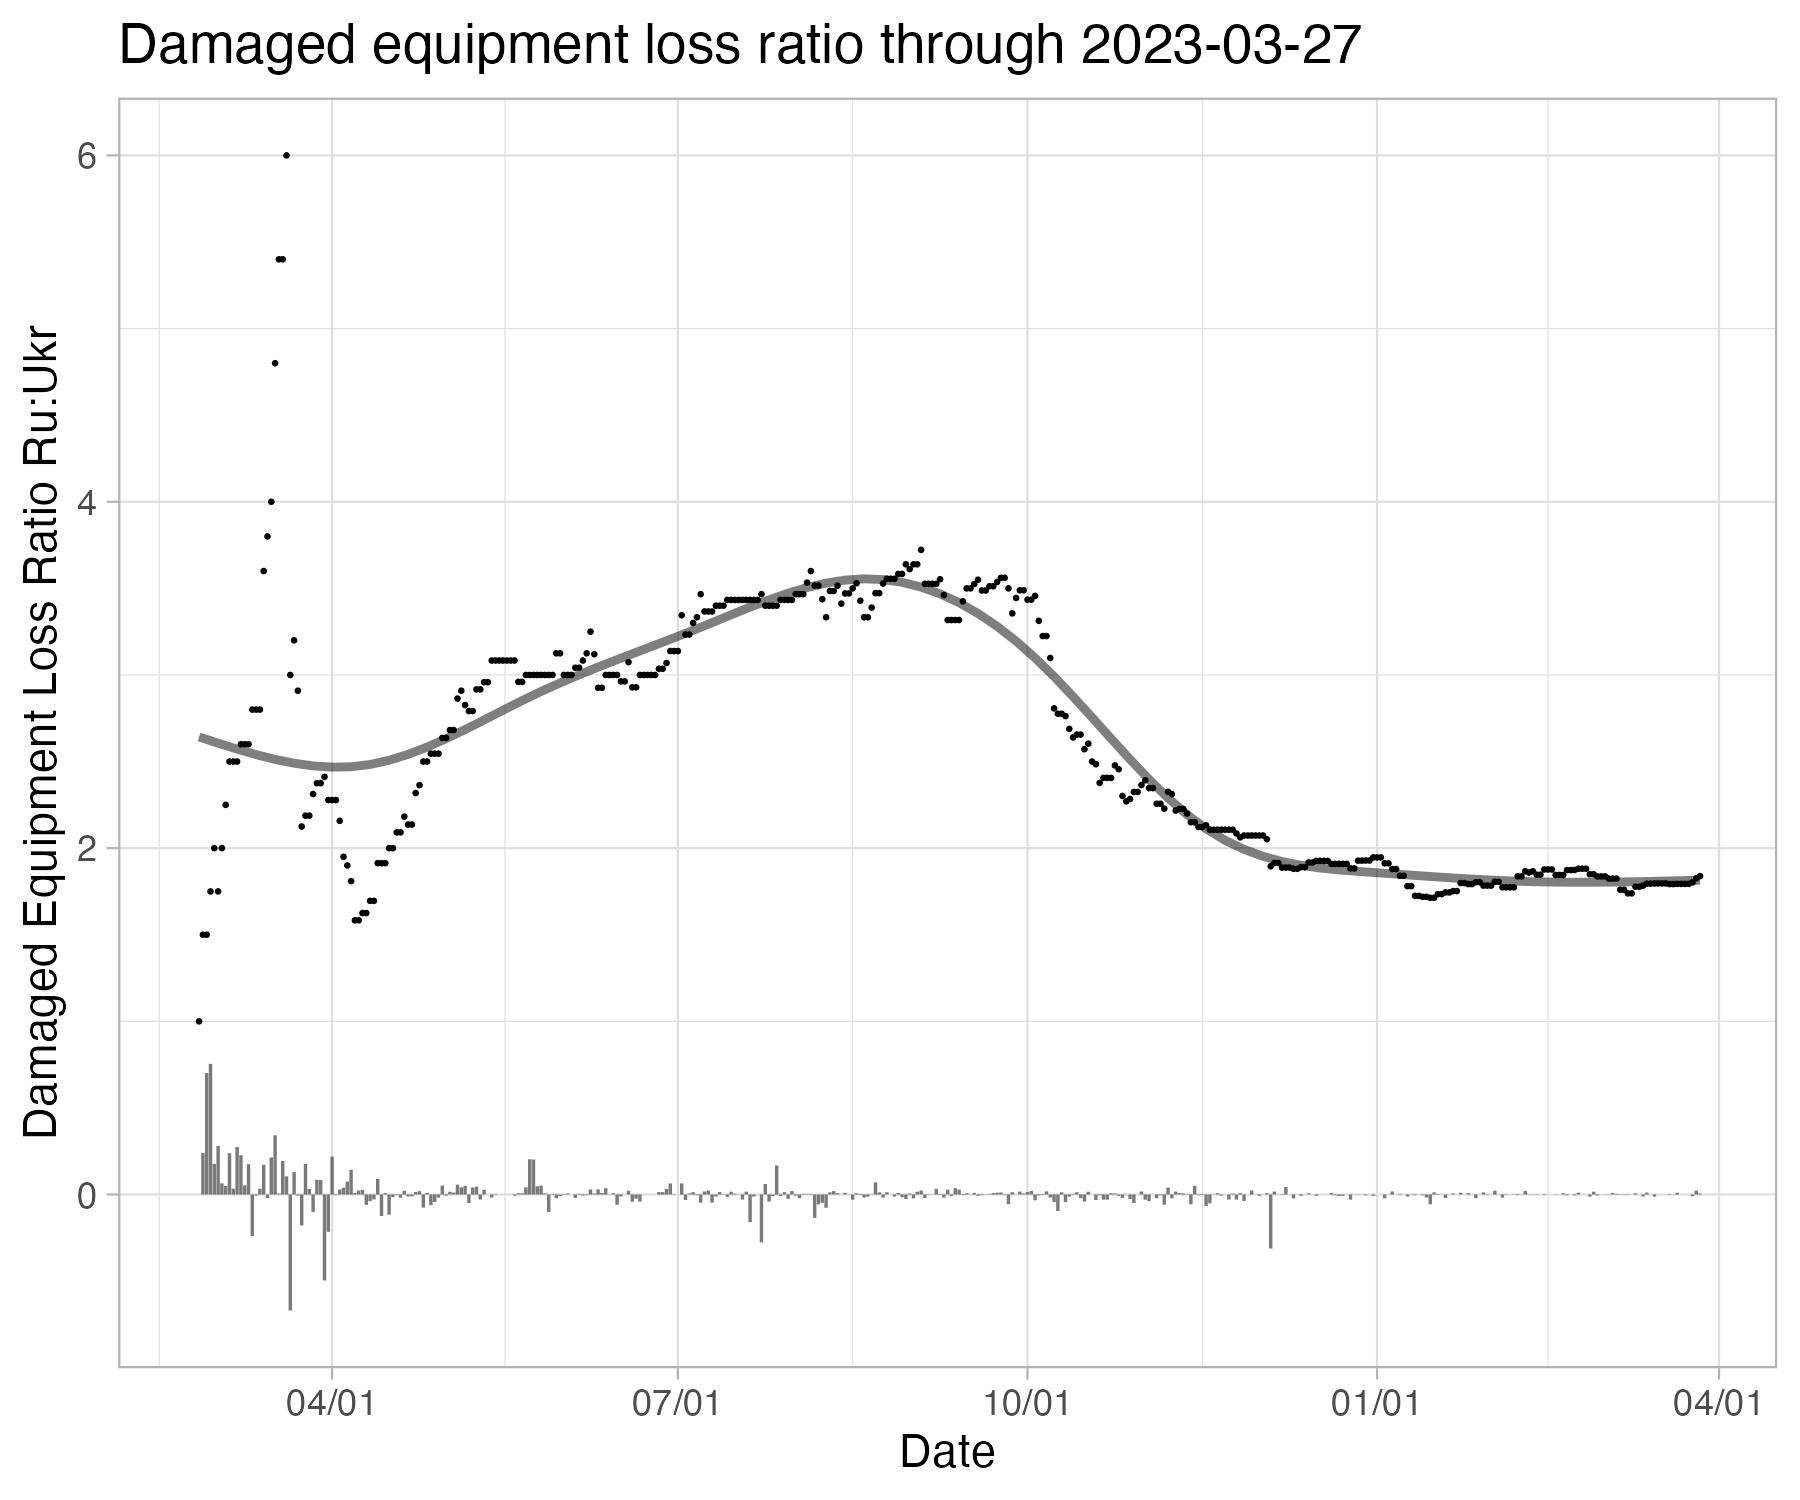 Damaged equipment loss ratio through 2023-03-27
Damaged Equipment Loss Ratio Ru:Ukr
6
4
2
0
04/01 07/01 10/01 01/01 04/01
Date